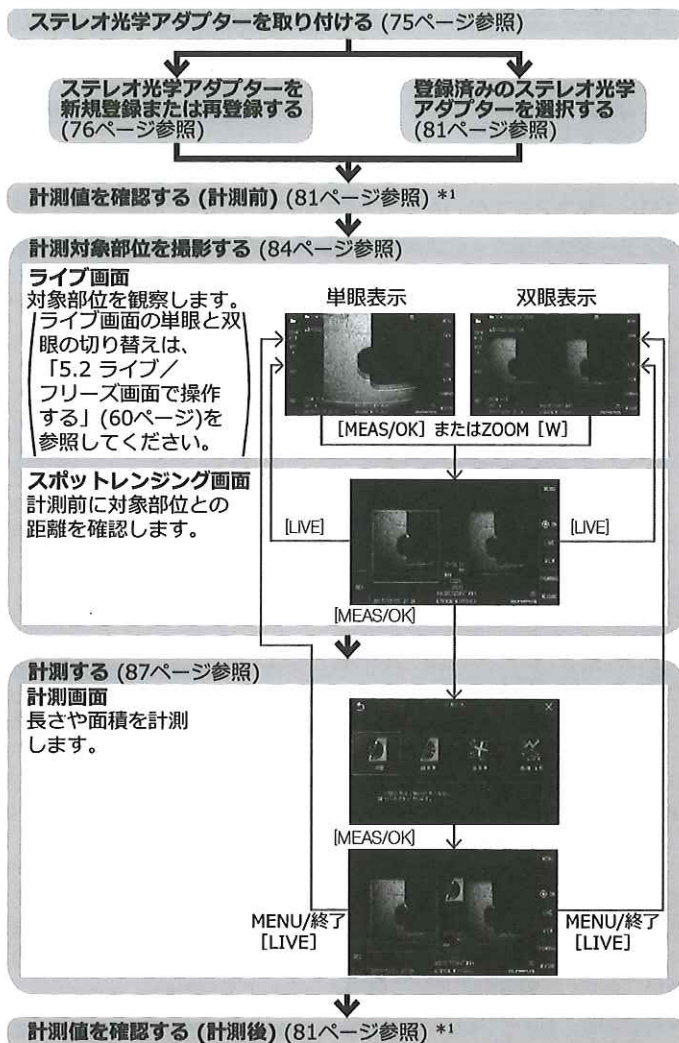 ステレオ光学アダプターを取り付ける (75ページ参照)
ステレオ光学アダプターを
新規登録または再登録する
(76ページ参照)
登録済みのステレオ光学
アダプターを選択する
(81ページ参照)
計測値を確認する (計測前) (81ページ参照) *1
計測対象部位を撮影する (84ページ参照)
ライブ画面
対象部位を観察します。
ライブ画面の単眼と双
眼の切り替えは、
「5.2 ライブ/
フリーズ画面で操作
する」(60ページ)を
参照してください。
単眼表示
双眼表示
[MEAS/OK] またはZOOM [W]
スポットレンジング画面
計測前に対象部位との
距離を確認します。
[LIVE]
[LIVE]
[MEAS/OK]
計測する (87ページ参照)
計測画面
長さや面積を計測
します。
[MEAS/OK]
MENU/終了
[LIVE]
MENU/終了
[LIVE]
計測値を確認する (計測後) (81ページ参照) *1